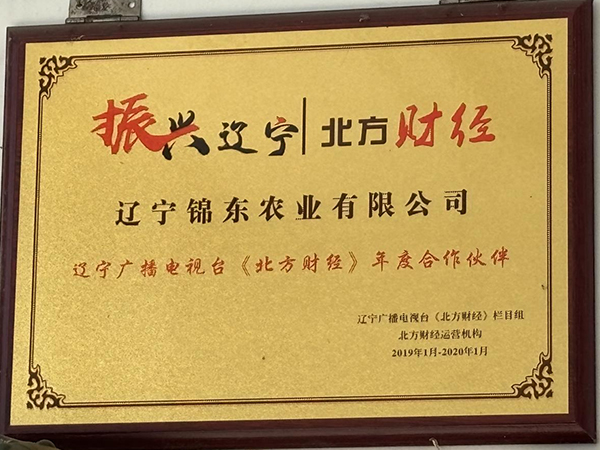 振兴辽宁|北方财经
辽宁锦东农业有限公司
辽宁广播电视台《北方财经》年度合作伙伴
辽宁广播电视台《北方财经》栏目组
北方财经运营机构
2019年1月-2020年1月